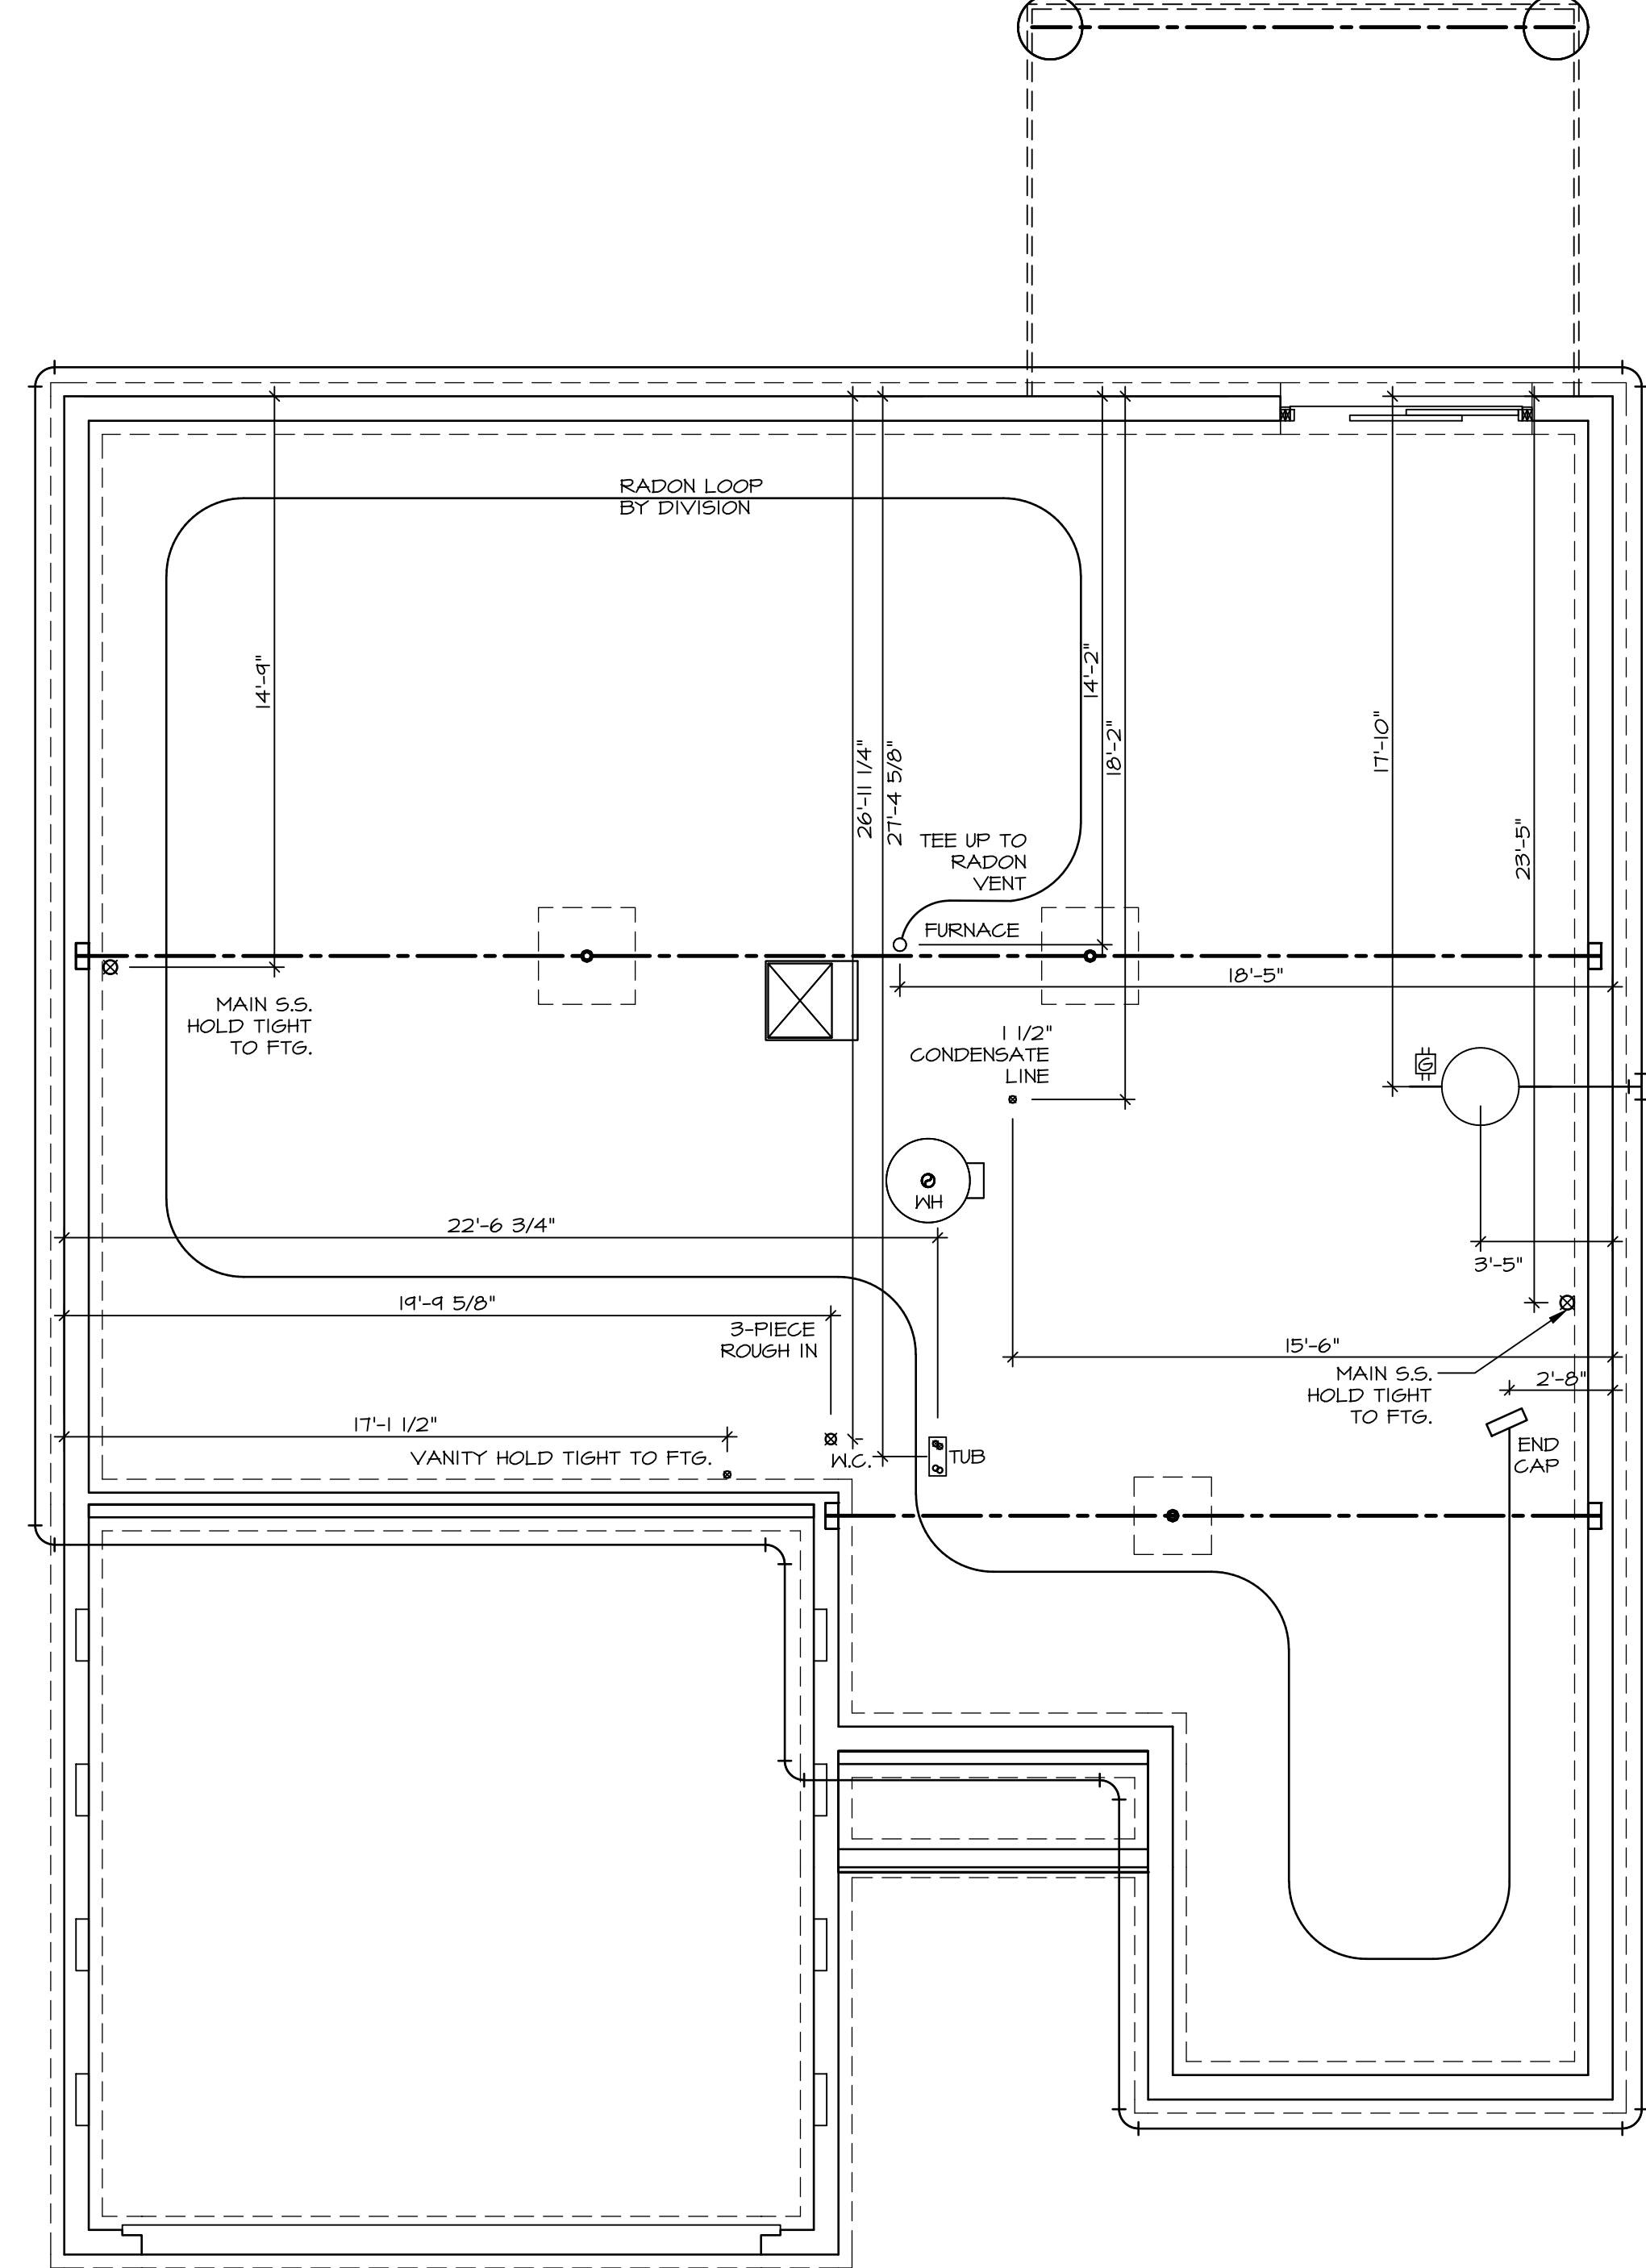 RADON LOOP
BY DIVISION
14'-9"
14'-2"
18'-2"
17'-10"
26'-11 1/4"
27'-4 5/8"
23'-5"
TEE UP TO
RADON
VENT
FURNACE
18'-5"
MAIN S.S.
HOLD TIGHT
TO FTG.
1 1/2"
CONDENSATE
LINE
G
WH
22'-6 3/4"
3'-5"
19'-9 5/8"
3-PIECE
ROUGH IN
15'-6"
MAIN S.S.
HOLD TIGHT
TO FTG.
2'-8"
17'-1 1/2"
VANITY HOLD TIGHT TO FTG.
W.C.
TUB
END
CAP